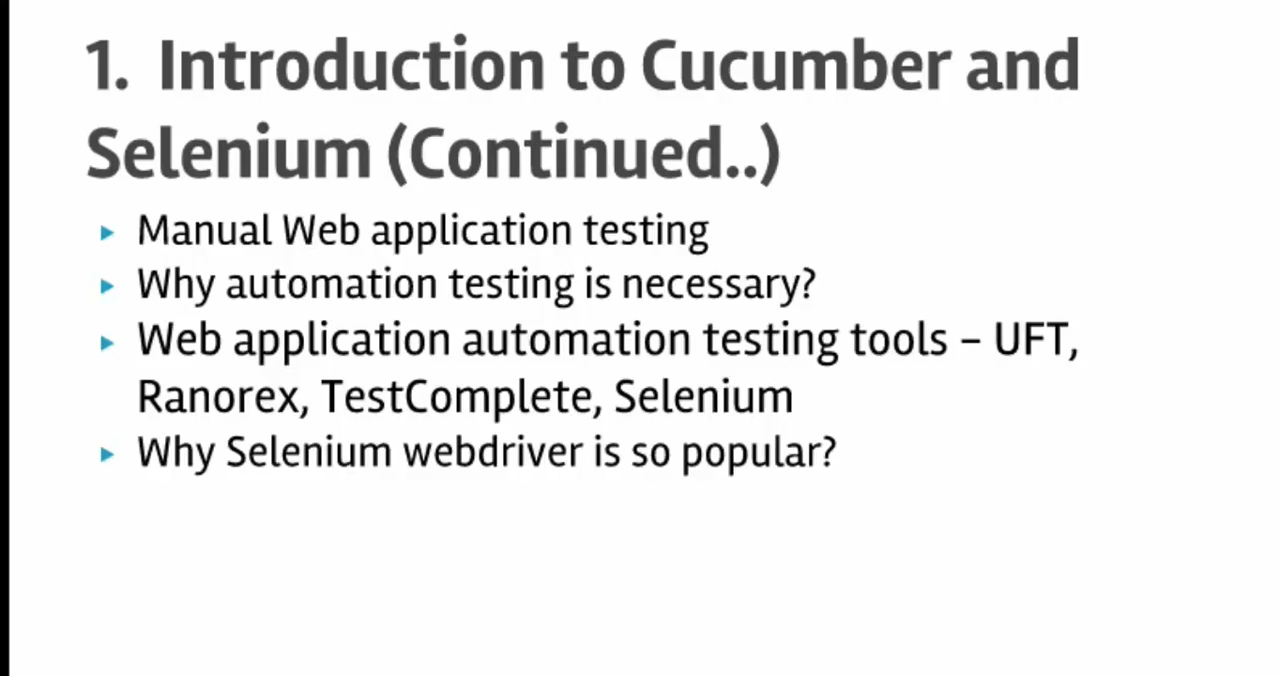 1. Introduction to Cucumber and
Selenium (Continued..)
Manual Web application testing
Why automation testing is necessary?
Web application automation testing tools – UFT,
Ranorex, TestComplete, Selenium
Why Selenium webdriver is so popular?